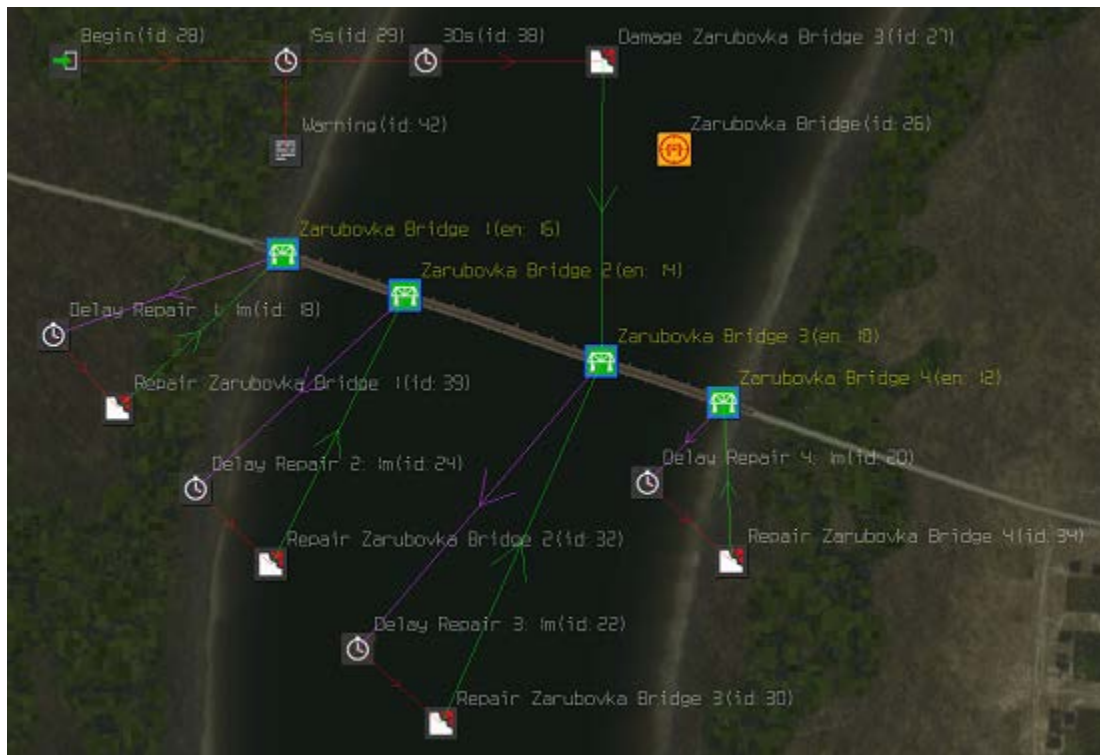 Begin(id: 28)
15s(id: 29)
30s(id: 38)
Damage Zarubovka Bridge 3(id: 27)
Warning(id: 42)
Zarubovka Bridge(id: 26)
Zarubovka Bridge 1(en: 16)
Zarubovka Bridge 2(en: 14)
Delay Repair 1: 1m(id: 18)
Zarubovka Bridge 3(en: 10)
Repair Zarubovka Bridge 1(id: 39)
Zarubovka Bridge 4(en: 12)
Delay Repair 2: 1m(id: 24)
Delay Repair 4: 1m(id: 20)
Repair Zarubovka Bridge 2(id: 32)
Repair Zarubovka Bridge 4(id: 34)
Delay Repair 3: 1m(id: 22)
Repair Zarubovka Bridge 3(id: 30)